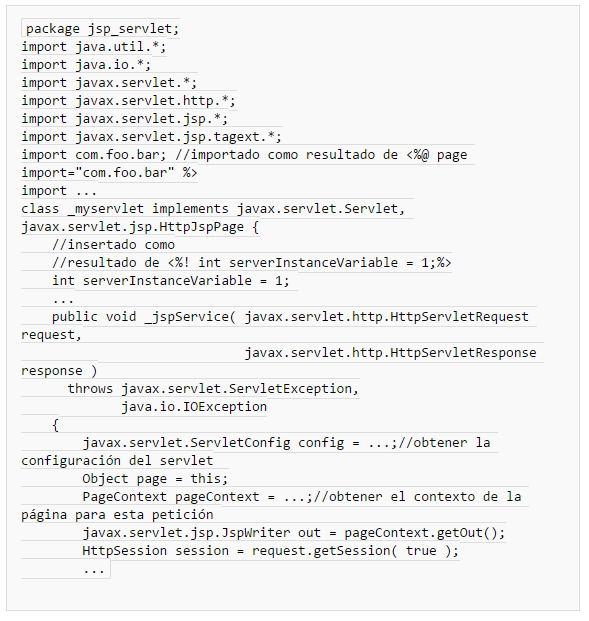 package jsp_servlet;
import java.util.*;
import java.io.*;
import javax.servlet.*;
import javax.servlet.http.*;
import javax.servlet.jsp.*;
import javax.servlet.jsp.tagext.*;
import com.foo.bar; //importado como resultado de <%@ page
import="com.foo.bar" %>
import ...
class _myservlet implements javax.servlet.Servlet,
javax.servlet.jsp.HttpJspPage {
    //insertado como
    //resultado de <%! int serverInstanceVariable = 1;%>
    int serverInstanceVariable = 1;
    ...
    public void _jspService( javax.servlet.http.HttpServletRequest
request,
                             javax.servlet.http.HttpServletResponse
response )
      throws javax.servlet.ServletException,
             java.io.IOException
    {
        javax.servlet.ServletConfig config = ...;//obtener la
configuración del servlet
        Object page = this;
        PageContext pageContext = ...;//obtener el contexto de la
página para esta petición
        javax.servlet.jsp.JspWriter out = pageContext.getOut();
        HttpSession session = request.getSession( true );
        ...